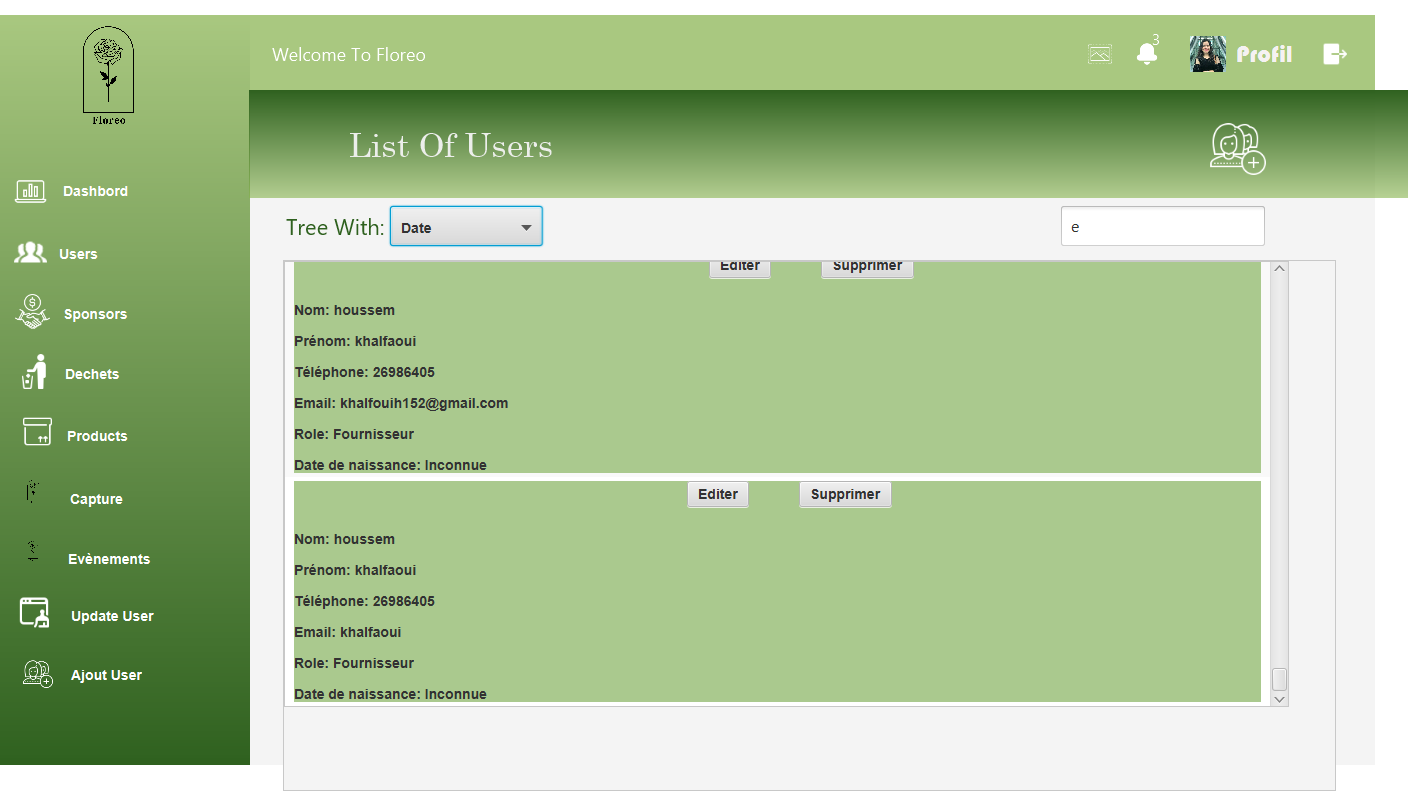 Floreo
Welcome To Floreo
3
Profil
List Of Users
Dashbord
Users
Sponsors
Dechets
Products
Capture
Evènements
Update User
Ajout User
Tree With:
Date
e
Editer
Supprimer
Nom: houssem
Prénom: khalfaoui
Téléphone: 26986405
Email: khalfouih152@gmail.com
Role: Fournisseur
Date de naissance: Inconnue
Editer
Supprimer
Nom: houssem
Prénom: khalfaoui
Téléphone: 26986405
Email: khalfaoui
Role: Fournisseur
Date de naissance: Inconnue